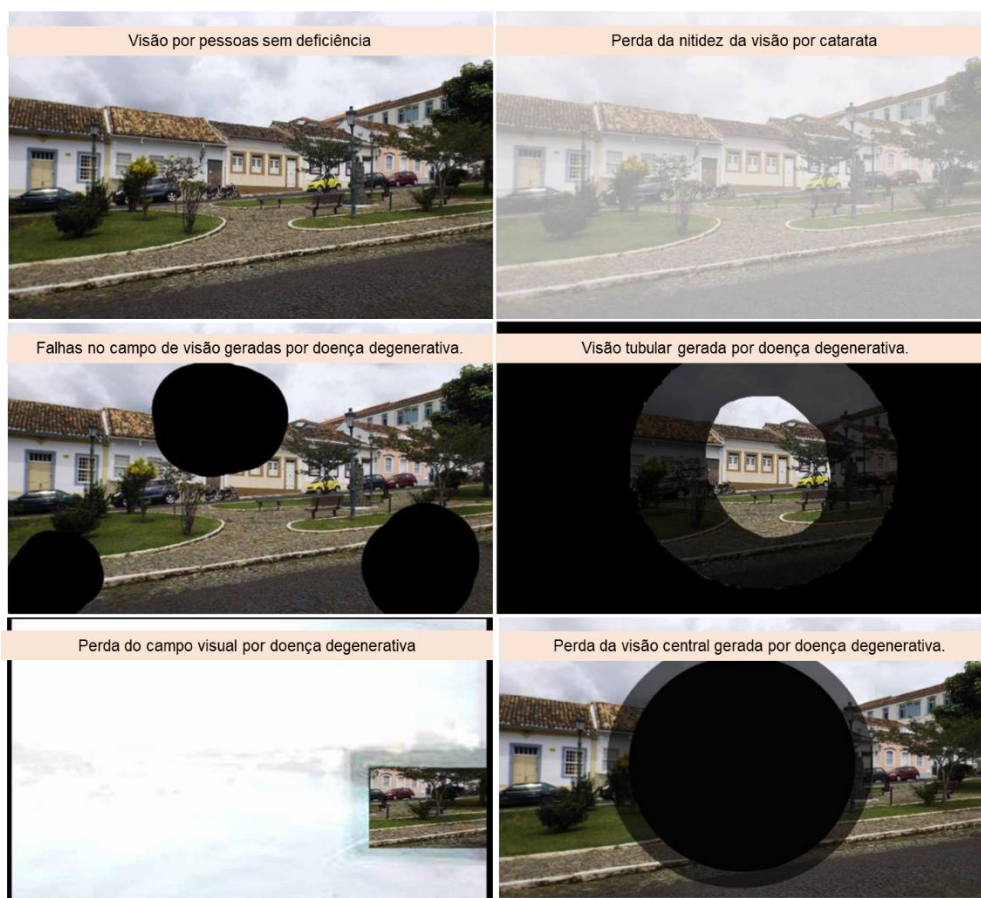 Visão por pessoas sem deficiência
Perda da nitidez da visão por catarata
Falhas no campo de visão geradas por doença degenerativa.
Visão tubular gerada por doença degenerativa.
Perda do campo visual por doença degenerativa
Perda da visão central gerada por doença degenerativa.